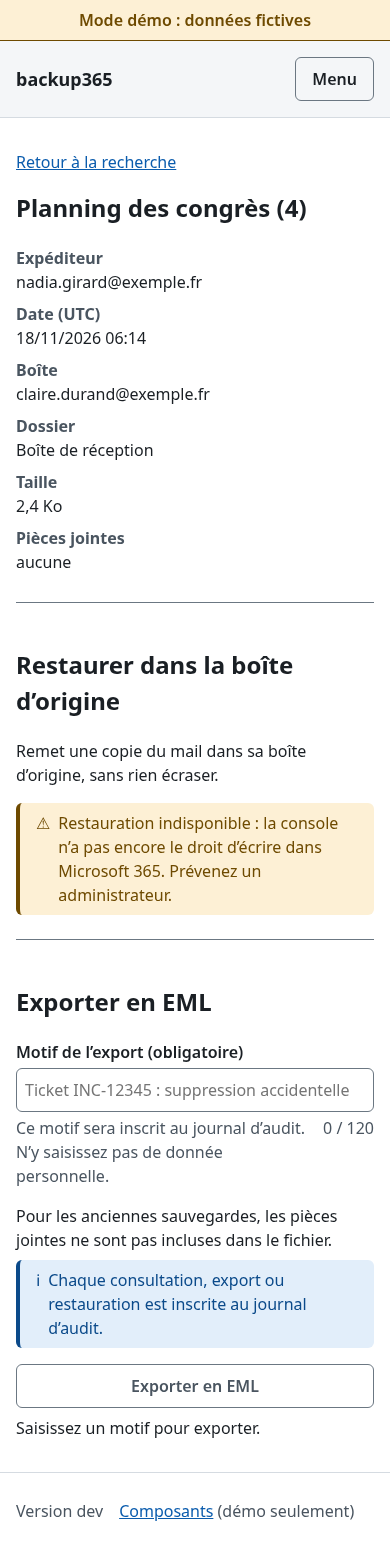 Mode démo : données fictives
backup365
Menu
Retour à la recherche
Planning des congrès (4)
Expéditeur
nadia.girard@exemple.fr
Date (UTC)
18/11/2026 06:14
Boîte
claire.durand@exemple.fr
Dossier
Boîte de réception
Taille
2,4 Ko
Pièces jointes
aucune
Restaurer dans la boîte
d’origine
Remet une copie du mail dans sa boîte
d’origine, sans rien écraser.
⚠ Restauration indisponible : la console
n’a pas encore le droit d’écrire dans
Microsoft 365. Prévenez un
administrateur.
Exporter en EML
Motif de l’export (obligatoire)
Ticket INC-12345 : suppression accidentelle
Ce motif sera inscrit au journal d’audit. 0 / 120
N’y saisissez pas de donnée
personnelle.
Pour les anciennes sauvegardes, les pièces
jointes ne sont pas incluses dans le fichier.
i Chaque consultation, export ou
restauration est inscrite au journal
d’audit.
Exporter en EML
Saisissez un motif pour exporter.
Version dev Composants (démo seulement)